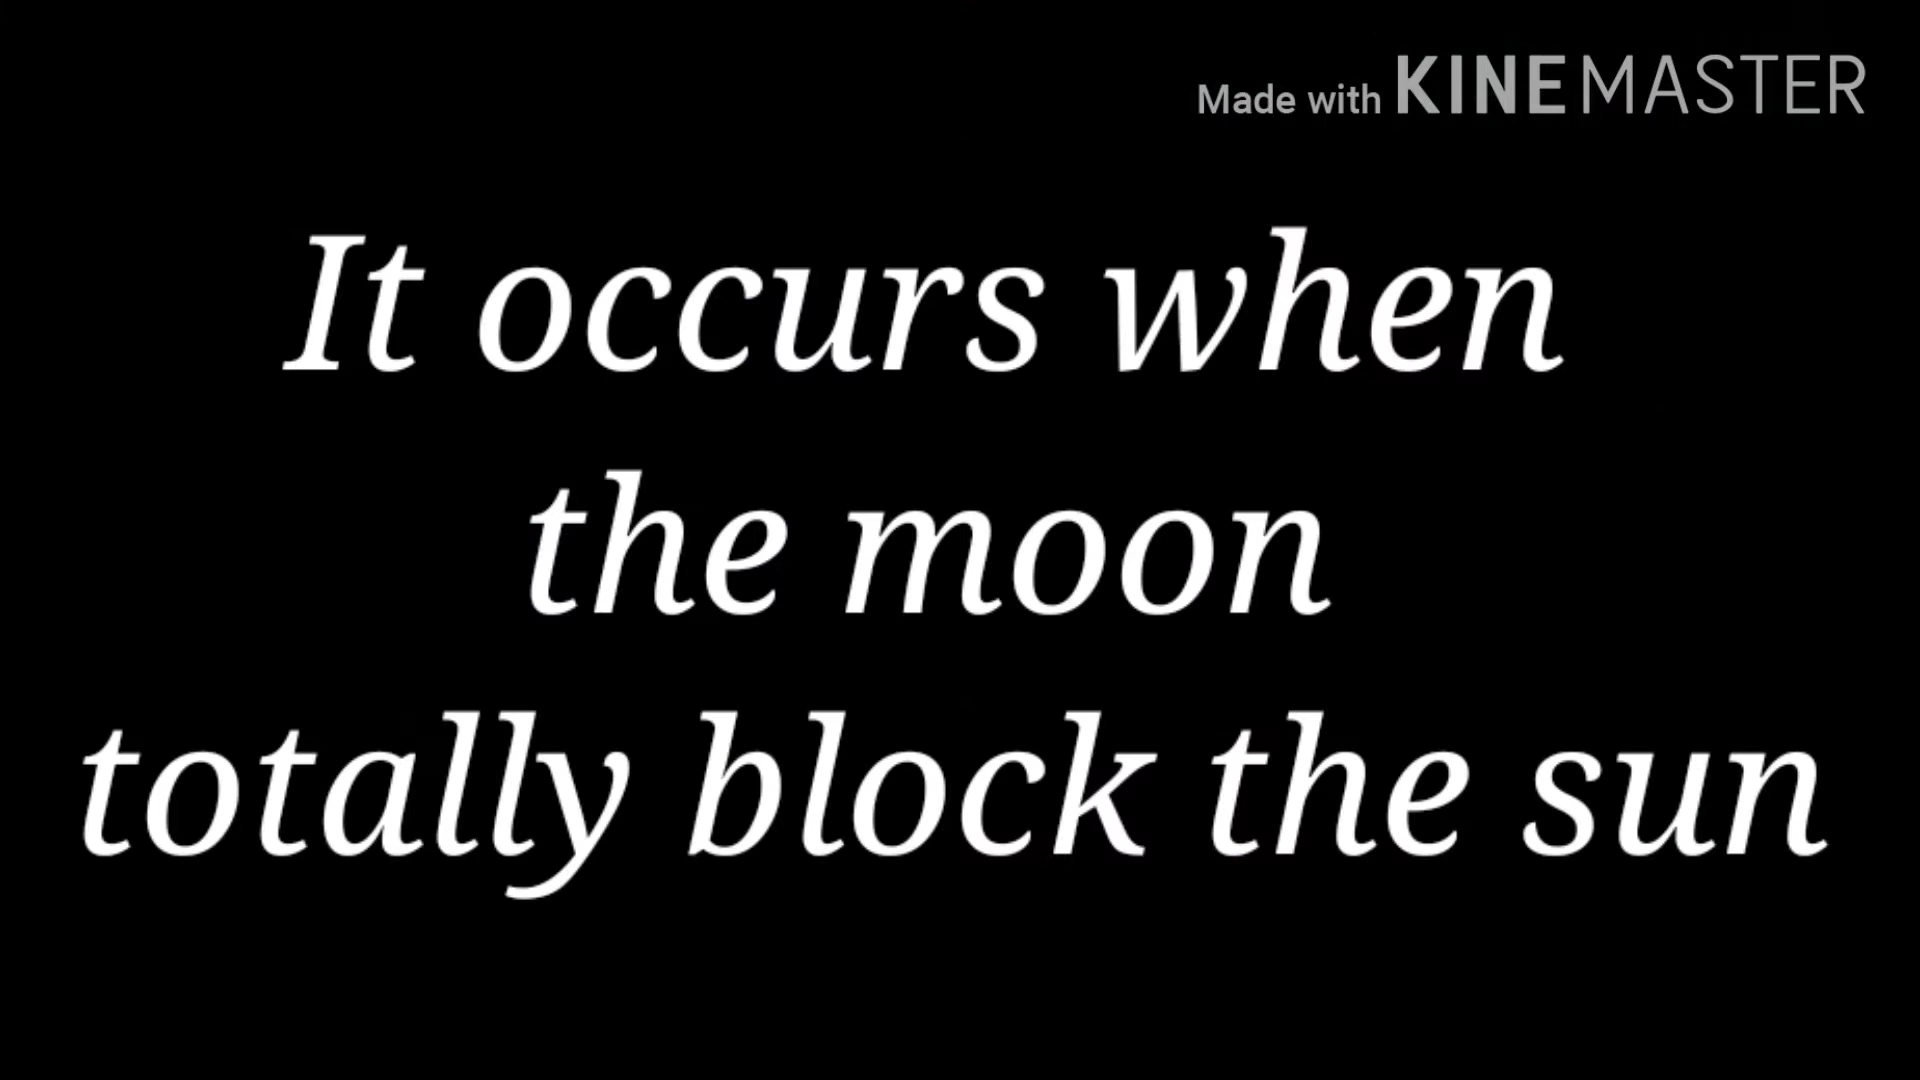 Made with KINEMASTER
It occurs when
the moon
totally block the sun